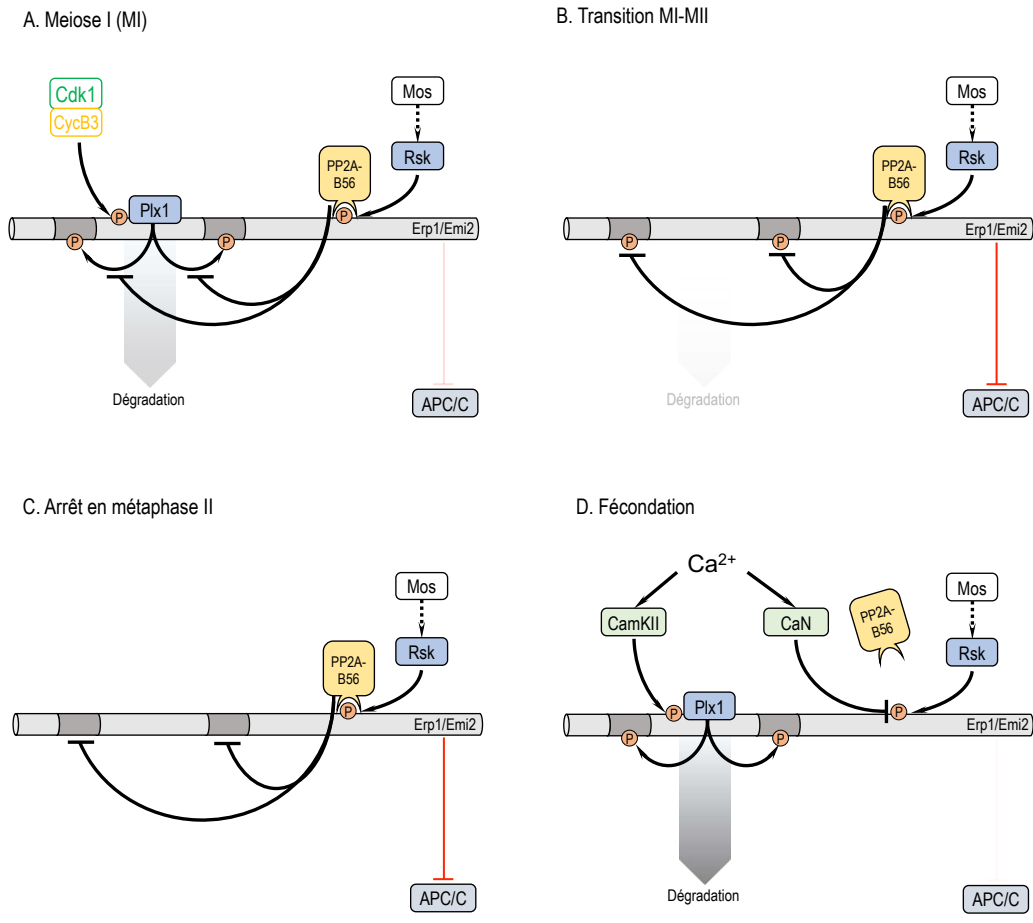 A. Meiose I (MI)
Cdk1
CycB3
Mos
Rsk
PP2A-
B56
P
Plx1
P
P
P
Erp1/Emi2
Dégradation
APC/C
B. Transition MI-MII
Mos
Rsk
PP2A-
B56
P
P
P
Erp1/Emi2
Dégradation
APC/C
C. Arrêt en métaphase II
Mos
Rsk
PP2A-
B56
P
Erp1/Emi2
APC/C
D. Fécondation
Ca2+
CamKII
CaN
PP2A-
B56
Mos
Rsk
P
Plx1
P
P
P
Erp1/Emi2
Dégradation
APC/C